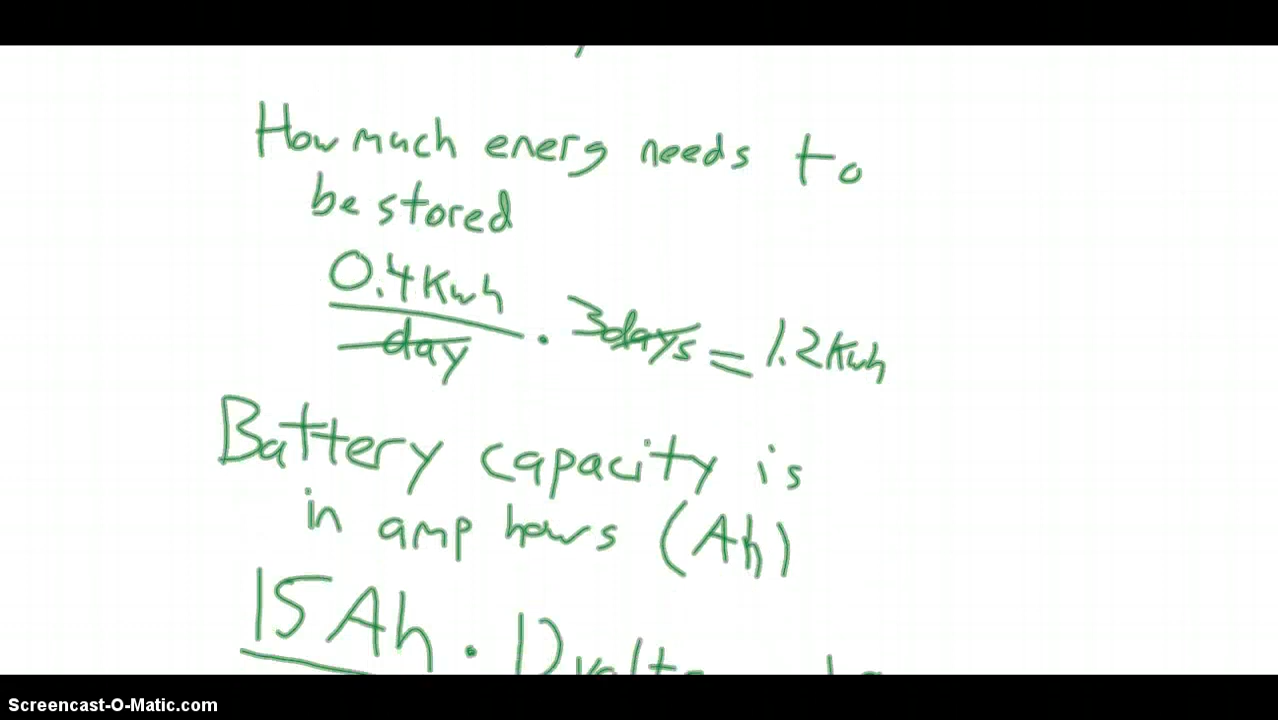 How much energ needs to
be stored
0.4Kwh
day
· 3days = 1.2Kwh
Battery capacity is
in amp hours (Ah)
15Ah ·
Screencast-O-Matic.com